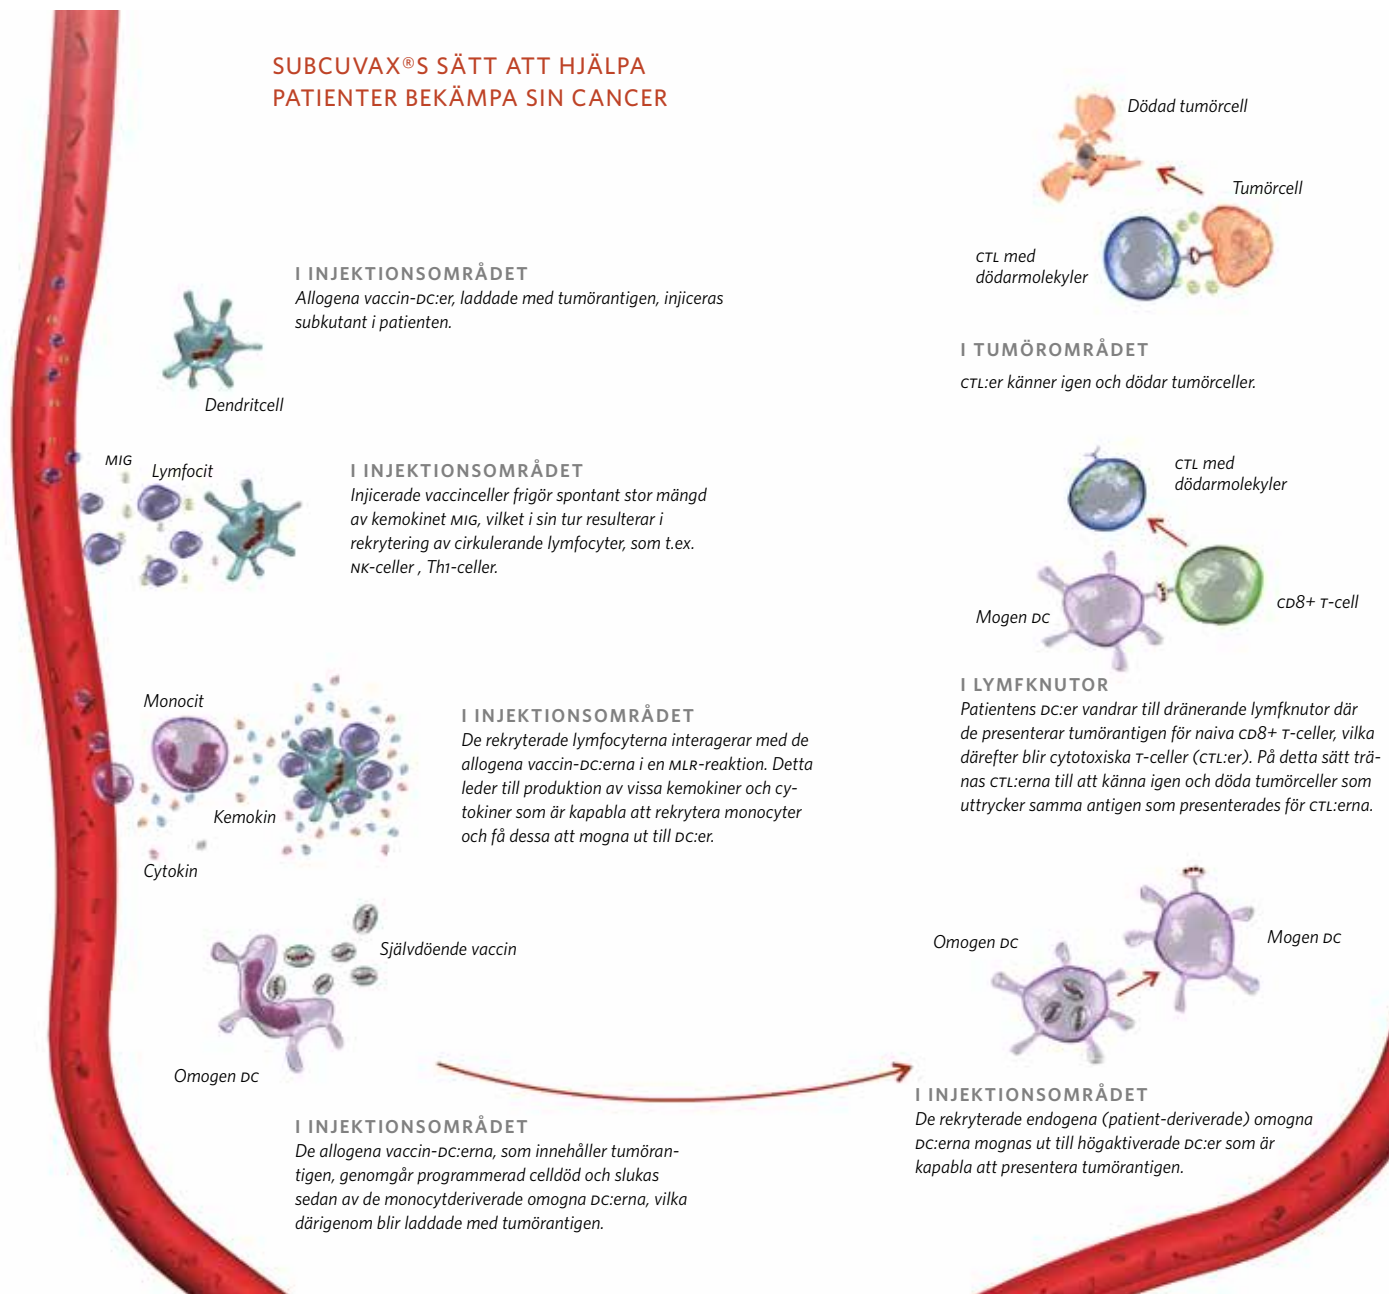 SUBCUVAX®S SÄTT ATT HJÄLPA
PATIENTER BEKÄMPA SIN CANCER
I INJEKTIONSOMRÅDET
Allogena vaccin-DC:er, laddade med tumörantigen, injiceras
subkutant i patienten.
Dendritcell
MIG
Lymfocit
I INJEKTIONSOMRÅDET
Injicerade vaccinceller frigör spontant stor mängd
av kemokinet MIG, vilket i sin tur resulterar i
rekrytering av cirkulerande lymfocyter, som t.ex.
NK-celler , Th1-celler.
Monocit
Kemokin
Cytokin
I INJEKTIONSOMRÅDET
De rekryterade lymfocyterna interagerar med de
allogena vaccin-DC:erna i en MLR-reaktion. Detta
leder till produktion av vissa kemokiner och cy-
tokiner som är kapabla att rekrytera monocyter
och få dessa att mogna ut till DC:er.
Självdöende vaccin
Omogen DC
I INJEKTIONSOMRÅDET
De allogena vaccin-DC:erna, som innehåller tumöran-
tigen, genomgår programmerad celldöd och slukas
sedan av de monocytderiverade omogna DC:erna, vilka
därigenom blir laddade med tumörantigen.
Omogen DC
Mogen DC
I INJEKTIONSOMRÅDET
De rekryterade endogena (patient-deriverade) omogna
DC:erna mognas ut till högaktiverade DC:er som är
kapabla att presentera tumörantigen.
CTL med
dödarmolekyler
Mogen DC
CD8+ T-cell
I LYMFKNUTOR
Patientens DC:er vandrar till dränerande lymfknutor där
de presenterar tumörantigen för naiva CD8+ T-celler, vilka
därefter blir cytotoxiska T-celler (CTL:er). På detta sätt trä-
nas CTL:erna till att känna igen och döda tumörceller som
uttrycker samma antigen som presenterades för CTL:erna.
Dödad tumörcell
Tumörcell
CTL med
dödarmolekyler
I TUMÖROMRÅDET
CTL:er känner igen och dödar tumörceller.